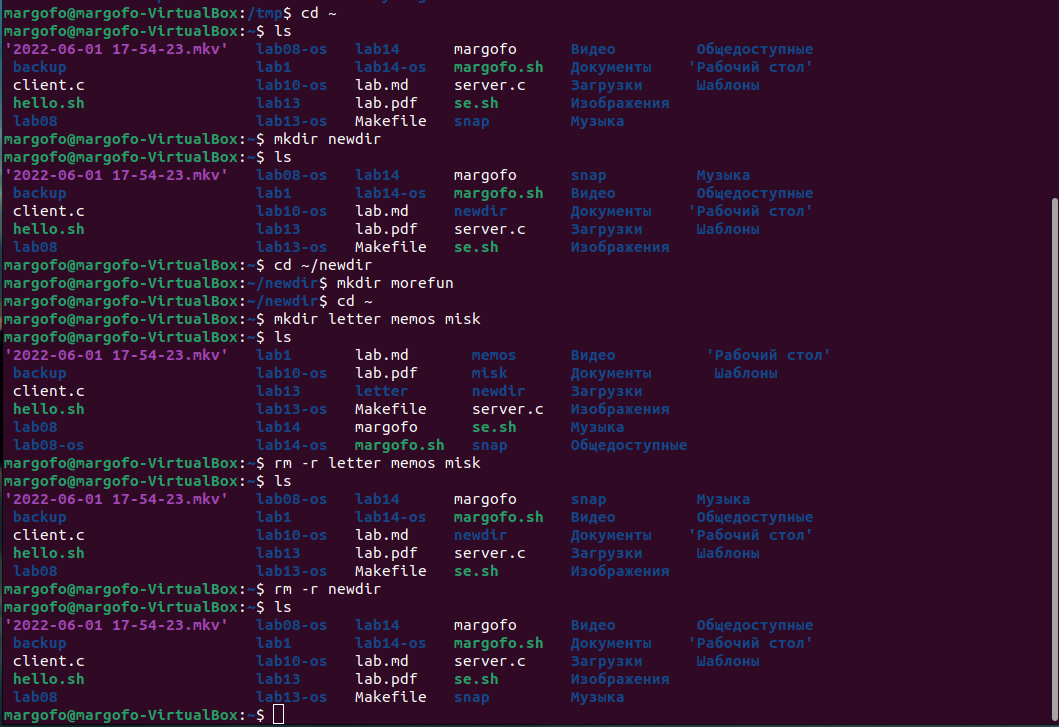 margofo@margofo-VirtualBox:/tmp$ cd ~
margofo@margofo-VirtualBox:~$ ls
'2022-06-01 17-54-23.mkv' lab08-os lab14 margofo Видео Общедоступные
backup lab1 lab14-os margofo.sh Документы 'Рабочий стол'
client.c lab10-os lab.md server.c Загрузки Шаблоны
hello.sh lab13 lab.pdf se.sh Изображения
lab08 lab13-os Makefile snap Музыка
margofo@margofo-VirtualBox:~$ mkdir newdir
margofo@margofo-VirtualBox:~$ ls
'2022-06-01 17-54-23.mkv' lab08-os lab14 margofo snap Музыка
backup lab1 lab14-os margofo.sh Видео Общедоступные
client.c lab10-os lab.md newdir Документы 'Рабочий стол'
hello.sh lab13 lab.pdf server.c Загрузки Шаблоны
lab08 lab13-os Makefile se.sh Изображения
margofo@margofo-VirtualBox:~$ cd ~/newdir
margofo@margofo-VirtualBox:~/newdir$ mkdir morefun
margofo@margofo-VirtualBox:~/newdir$ cd ~
margofo@margofo-VirtualBox:~$ mkdir letter memos misk
margofo@margofo-VirtualBox:~$ ls
'2022-06-01 17-54-23.mkv' lab1 lab.md memos Видео 'Рабочий стол'
backup lab10-os lab.pdf misk Документы Шаблоны
client.c lab13 letter newdir Загрузки
hello.sh lab13-os Makefile server.c Изображения
lab08 lab14 margofo se.sh Музыка
lab08-os lab14-os margofo.sh snap Общедоступные
margofo@margofo-VirtualBox:~$ rm -r letter memos misk
margofo@margofo-VirtualBox:~$ ls
'2022-06-01 17-54-23.mkv' lab08-os lab14 margofo snap Музыка
backup lab1 lab14-os margofo.sh Видео Общедоступные
client.c lab10-os lab.md newdir Документы 'Рабочий стол'
hello.sh lab13 lab.pdf server.c Загрузки Шаблоны
lab08 lab13-os Makefile se.sh Изображения
margofo@margofo-VirtualBox:~$ rm -r newdir
margofo@margofo-VirtualBox:~$ ls
'2022-06-01 17-54-23.mkv' lab08-os lab14 margofo Видео Общедоступные
backup lab1 lab14-os margofo.sh Документы 'Рабочий стол'
client.c lab10-os lab.md server.c Загрузки Шаблоны
hello.sh lab13 lab.pdf se.sh Изображения
lab08 lab13-os Makefile snap Музыка
margofo@margofo-VirtualBox:~$